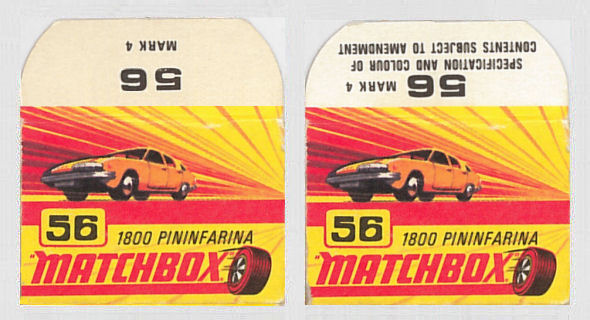 MARK 4
56
56
1800 PININFARINA
"MATCHBOX"
SPECIFICATION AND COLOUR OF
CONTENTS SUBJECT TO AMENDMENT
MARK 4
56
56
1800 PININFARINA
"MATCHBOX"